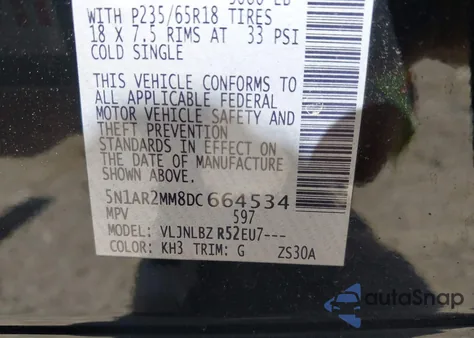 WITH P235/65R18 TIRES
18 X 7.5 RIMS AT 33 PSI
COLD SINGLE
THIS VEHICLE CONFORMS TO
ALL APPLICABLE FEDERAL
MOTOR VEHICLE SAFETY AND
THEFT PREVENTION
STANDARDS IN EFFECT ON
THE DATE OF MANUFACTURE
SHOWN ABOVE.
5N1AR2MM8DC664534
MPV 597
MODEL: VLJNLBZ R52EU7---
COLOR: KH3 TRIM: G ZS30A
autoSnap